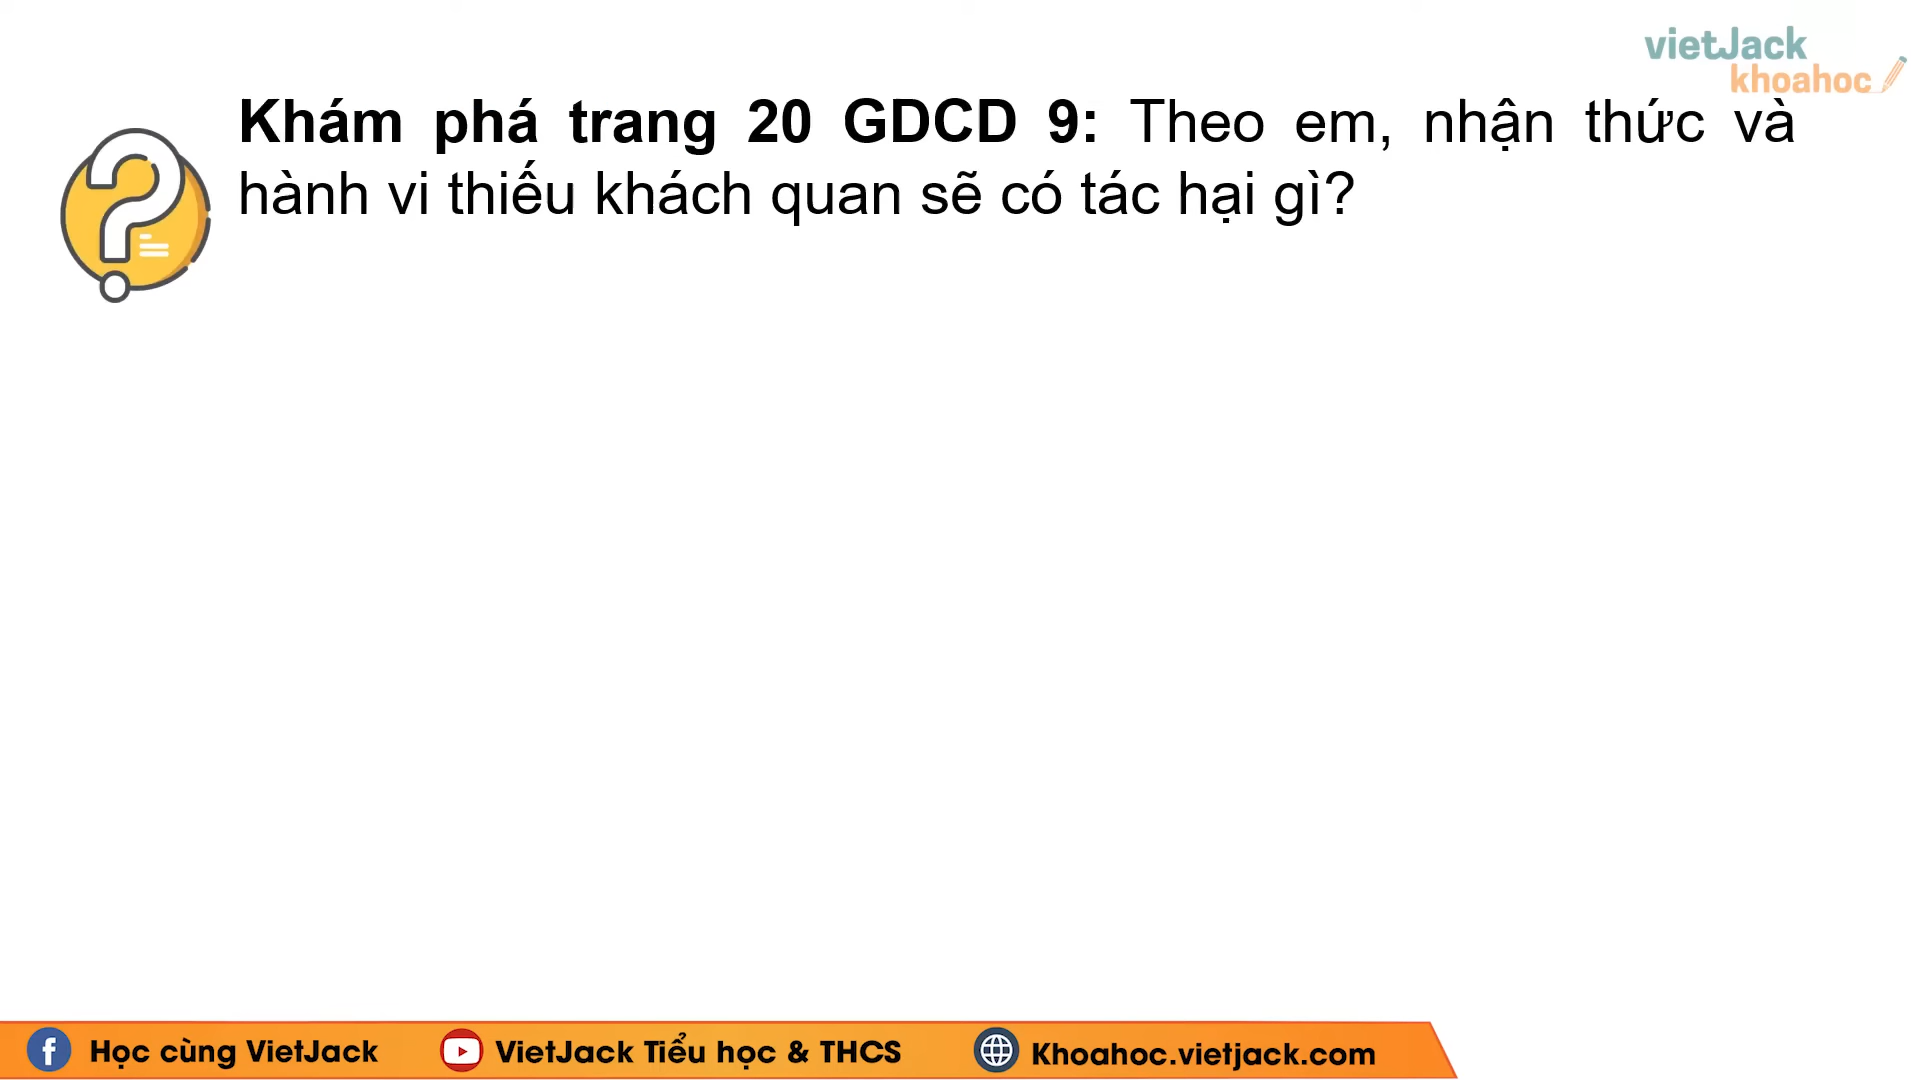 vietJack
khoahoc
Khám phá trang 20 GDCD 9: Theo em, nhận thức và
hành vi thiếu khách quan sẽ có tác hại gì?
Học cùng VietJack
VietJack Tiểu học & THCS
Khoahoc.vietjack.com